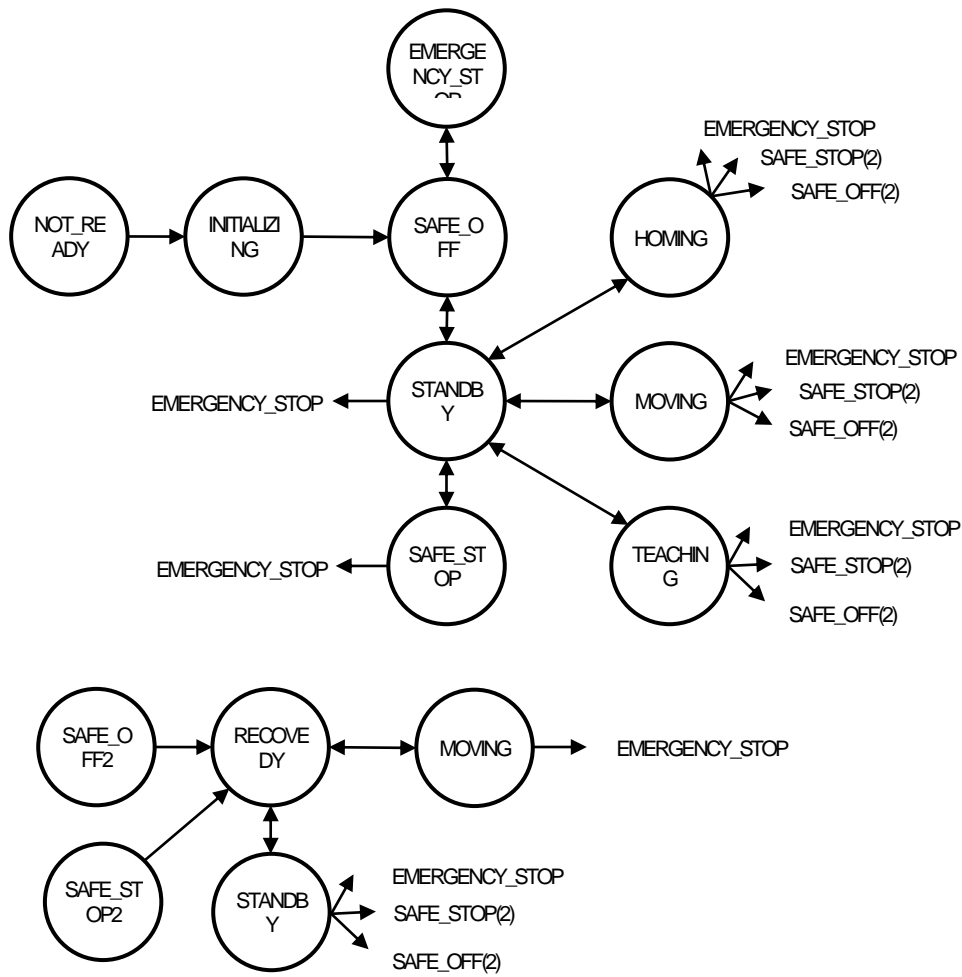 EMERGE
NCY_ST
EMERGENCY_STOP
SAFE_STOP(2)
SAFE_OFF(2)
NOT_RE
ADY
INITIALIZI
NG
SAFE_O
FF
HOMING
EMERGENCY_STOP
STANDB
Y
MOVING
EMERGENCY_STOP
SAFE_STOP(2)
SAFE_OFF(2)
EMERGENCY_STOP
SAFE_ST
OP
TEACHIN
G
EMERGENCY_STOP
SAFE_STOP(2)
SAFE_OFF(2)
SAFE_O
FF2
RECOVE
DY
MOVING
EMERGENCY_STOP
SAFE_ST
OP2
STANDB
Y
EMERGENCY_STOP
SAFE_STOP(2)
SAFE_OFF(2)